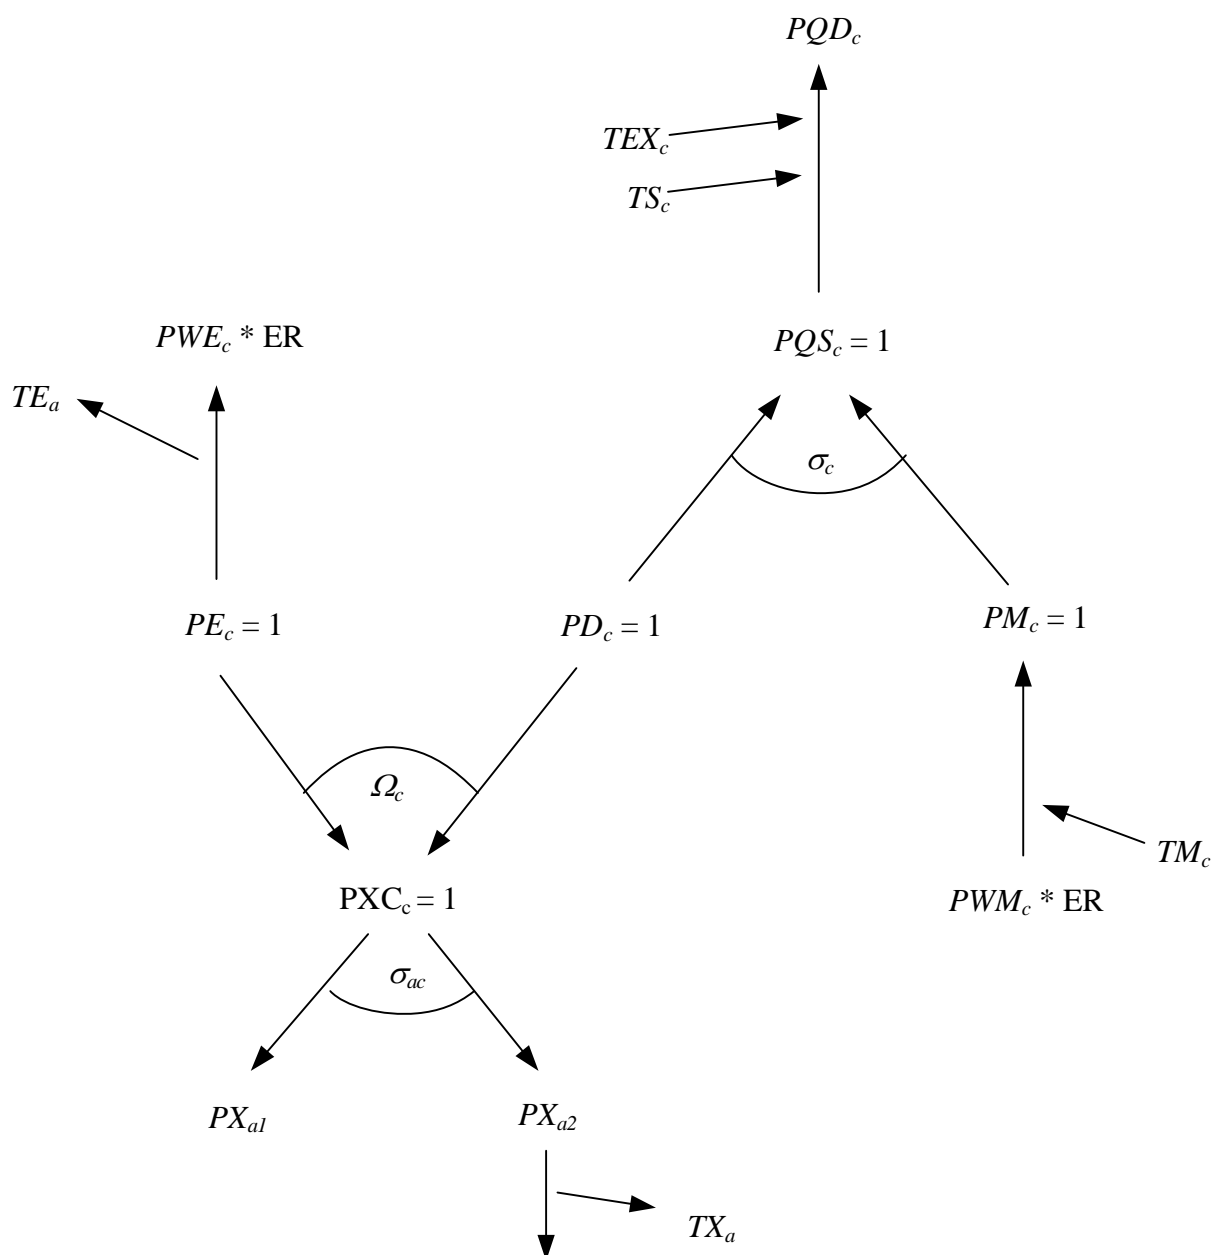 PQD_c
TEX_c
TS_c
PWE_c * ER
PQS_c = 1
TE_a
σ_c
PE_c = 1
PD_c = 1
PM_c = 1
Ω_c
TM_c
PXC_c = 1
PWM_c * ER
σ_ac
PX_a1
PX_a2
TX_a